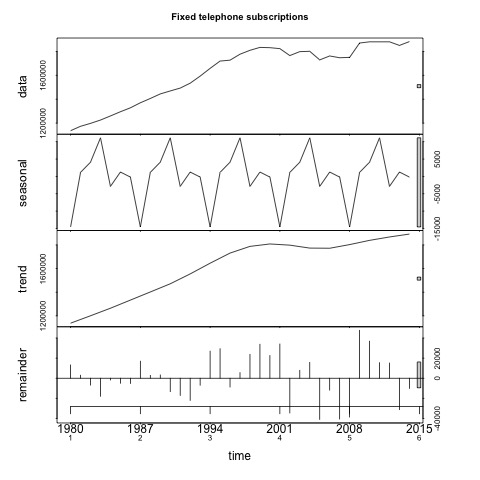 Fixed telephone subscriptions
data
1200000 1600000
seasonal
-15000 -5000 5000
trend
1200000 1600000
remainder
-40000 0 20000
1980 1987 1994 2001 2008 2015
1 2 3 4 5 6
time